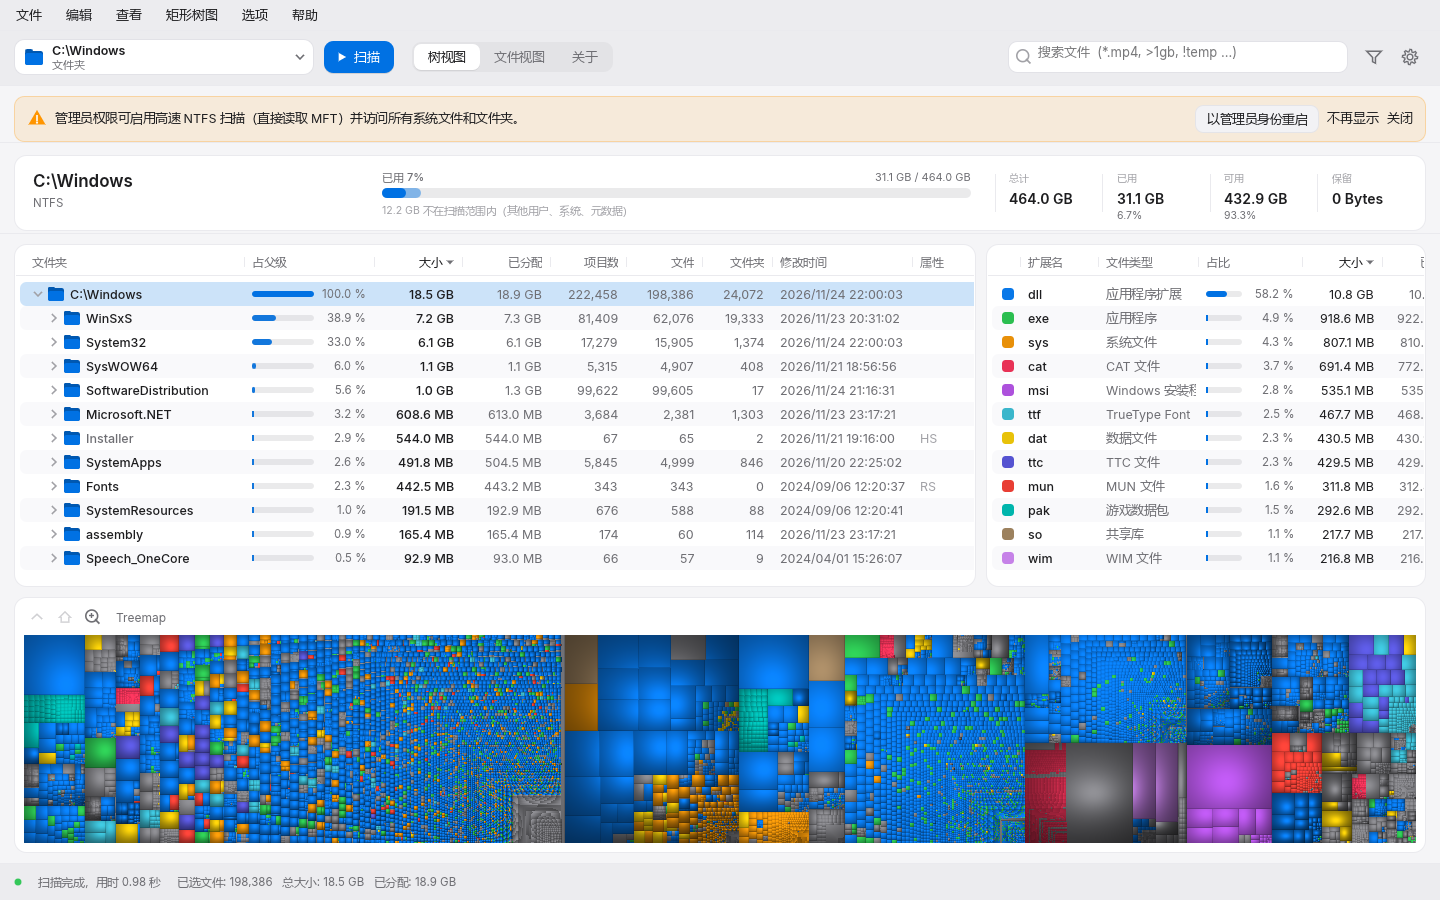 文件 编辑 查看 矩形树图 选项 帮助
C:\Windows
文件夹
扫描
树视图 文件视图 关于
搜索文件 (*.mp4, >1gb, !temp ...)
管理员权限可启用高速 NTFS 扫描（直接读取 MFT）并访问所有系统文件和文件夹。
以管理员身份重启 不再显示 关闭
C:\Windows
NTFS
已用 7% 31.1 GB / 464.0 GB
12.2 GB 不在扫描范围内（其他用户、系统、元数据）
总计 已用 可用 保留
464.0 GB 31.1 GB 432.9 GB 0 Bytes
6.7% 93.3%
文件夹 占父级 大小 已分配 项目数 文件 文件夹 修改时间 属性
C:\Windows 100.0 % 18.5 GB 18.9 GB 222,458 198,386 24,072 2026/11/24 22:00:03
WinSxS 38.9 % 7.2 GB 7.3 GB 81,409 62,076 19,333 2026/11/23 20:31:02
System32 33.0 % 6.1 GB 6.1 GB 17,279 15,905 1,374 2026/11/24 22:00:03
SysWOW64 6.0 % 1.1 GB 1.1 GB 5,315 4,907 408 2026/11/21 18:56:56
SoftwareDistribution 5.6 % 1.0 GB 1.3 GB 99,622 99,605 17 2026/11/24 21:16:31
Microsoft.NET 3.2 % 608.6 MB 613.0 MB 3,684 2,381 1,303 2026/11/23 23:17:21
Installer 2.9 % 544.0 MB 544.0 MB 67 65 2 2026/11/21 19:16:00 HS
SystemApps 2.6 % 491.8 MB 504.5 MB 5,845 4,999 846 2026/11/20 22:25:02
Fonts 2.3 % 442.5 MB 443.2 MB 343 343 0 2024/09/06 12:20:37 RS
SystemResources 1.0 % 191.5 MB 192.9 MB 676 588 88 2024/09/06 12:20:41
assembly 0.9 % 165.4 MB 165.4 MB 174 60 114 2026/11/23 23:17:21
Speech_OneCore 0.5 % 92.9 MB 93.0 MB 66 57 9 2024/04/01 15:26:07
扩展名 文件类型 占比 大小
dll 应用程序扩展 58.2 % 10.8 GB 10.
exe 应用程序 4.9 % 918.6 MB 922.
sys 系统文件 4.3 % 807.1 MB 810.
cat CAT 文件 3.7 % 691.4 MB 772.
msi Windows 安装程 2.8 % 535.1 MB 535
ttf TrueType Font 2.5 % 467.7 MB 468.
dat 数据文件 2.3 % 430.5 MB 430.
ttc TTC 文件 2.3 % 429.5 MB 429.
mun MUN 文件 1.6 % 311.8 MB 312.
pak 游戏数据包 1.5 % 292.6 MB 292.
so 共享库 1.1 % 217.7 MB 217.
wim WIM 文件 1.1 % 216.8 MB 216.
Treemap
扫描完成，用时 0.98 秒 已选文件: 198,386 总大小: 18.5 GB 已分配: 18.9 GB